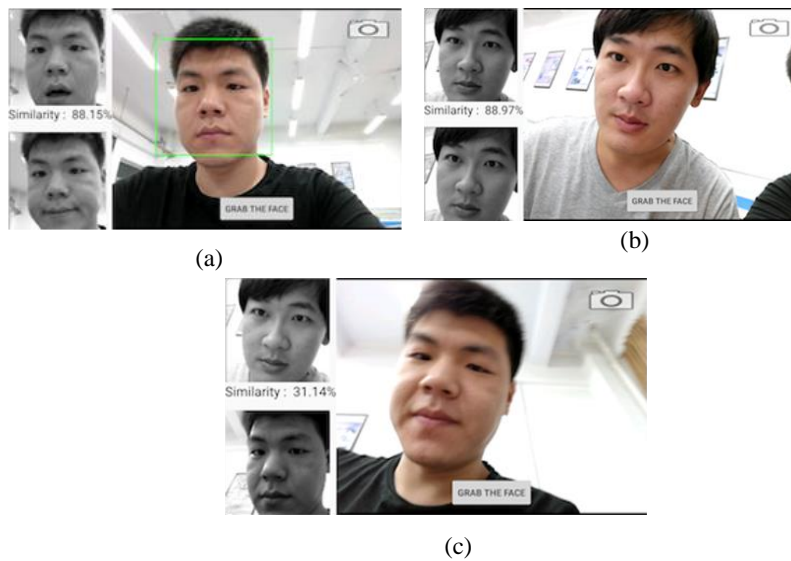 Similarity : 88.15%
GRAB THE FACE
(a)
Similarity : 88.97%
GRAB THE FACE
(b)
Similarity : 31.14%
GRAB THE FACE
(c)